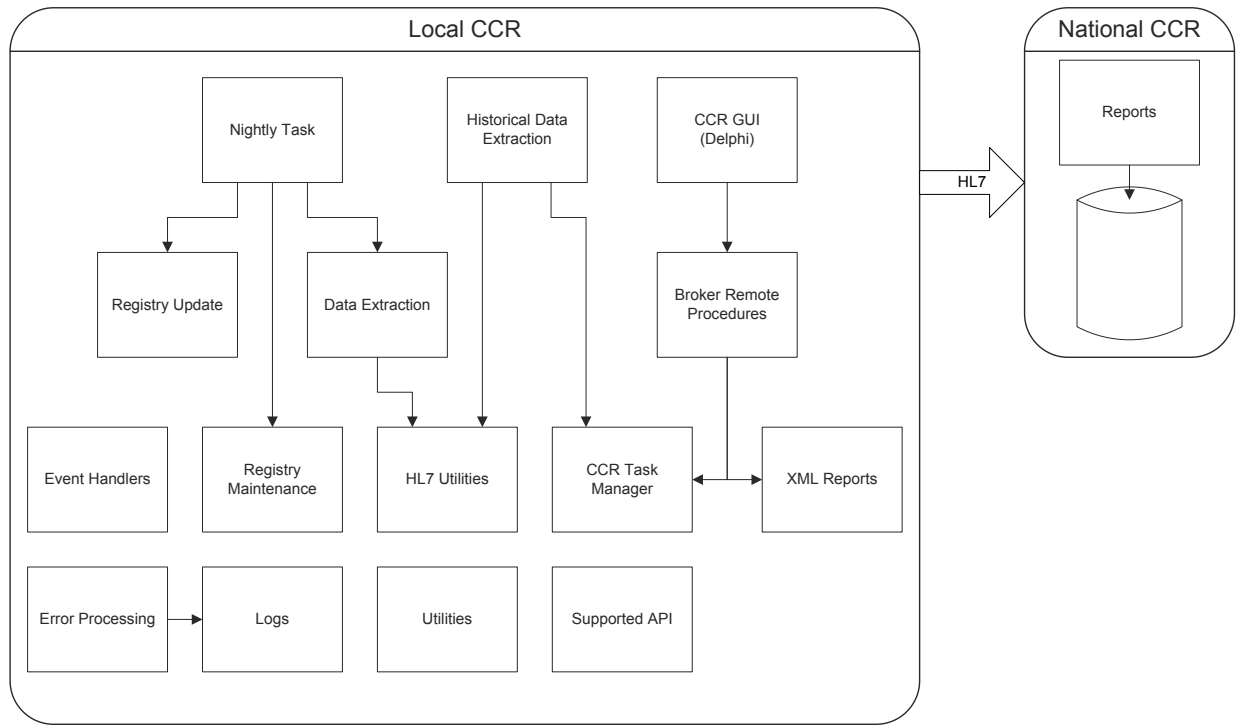 Local CCR
National CCR
Nightly Task
Historical Data
Extraction
CCR GUI
(Delphi)
Reports
HL7
Registry Update
Data Extraction
Broker Remote
Procedures
Event Handlers
Registry
Maintenance
HL7 Utilities
CCR Task
Manager
XML Reports
Error Processing
Logs
Utilities
Supported API